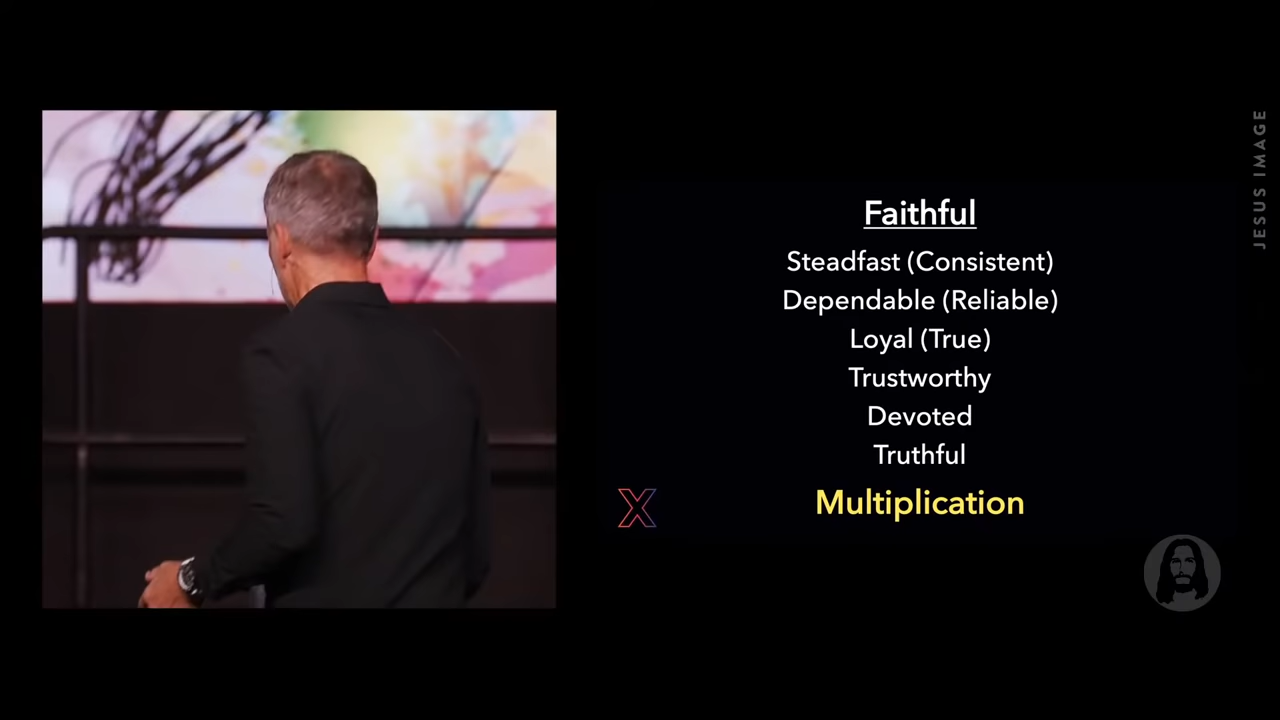 Faithful
Steadfast (Consistent)
Dependable (Reliable)
Loyal (True)
Trustworthy
Devoted
Truthful
X
Multiplication
JESUS IMAGE